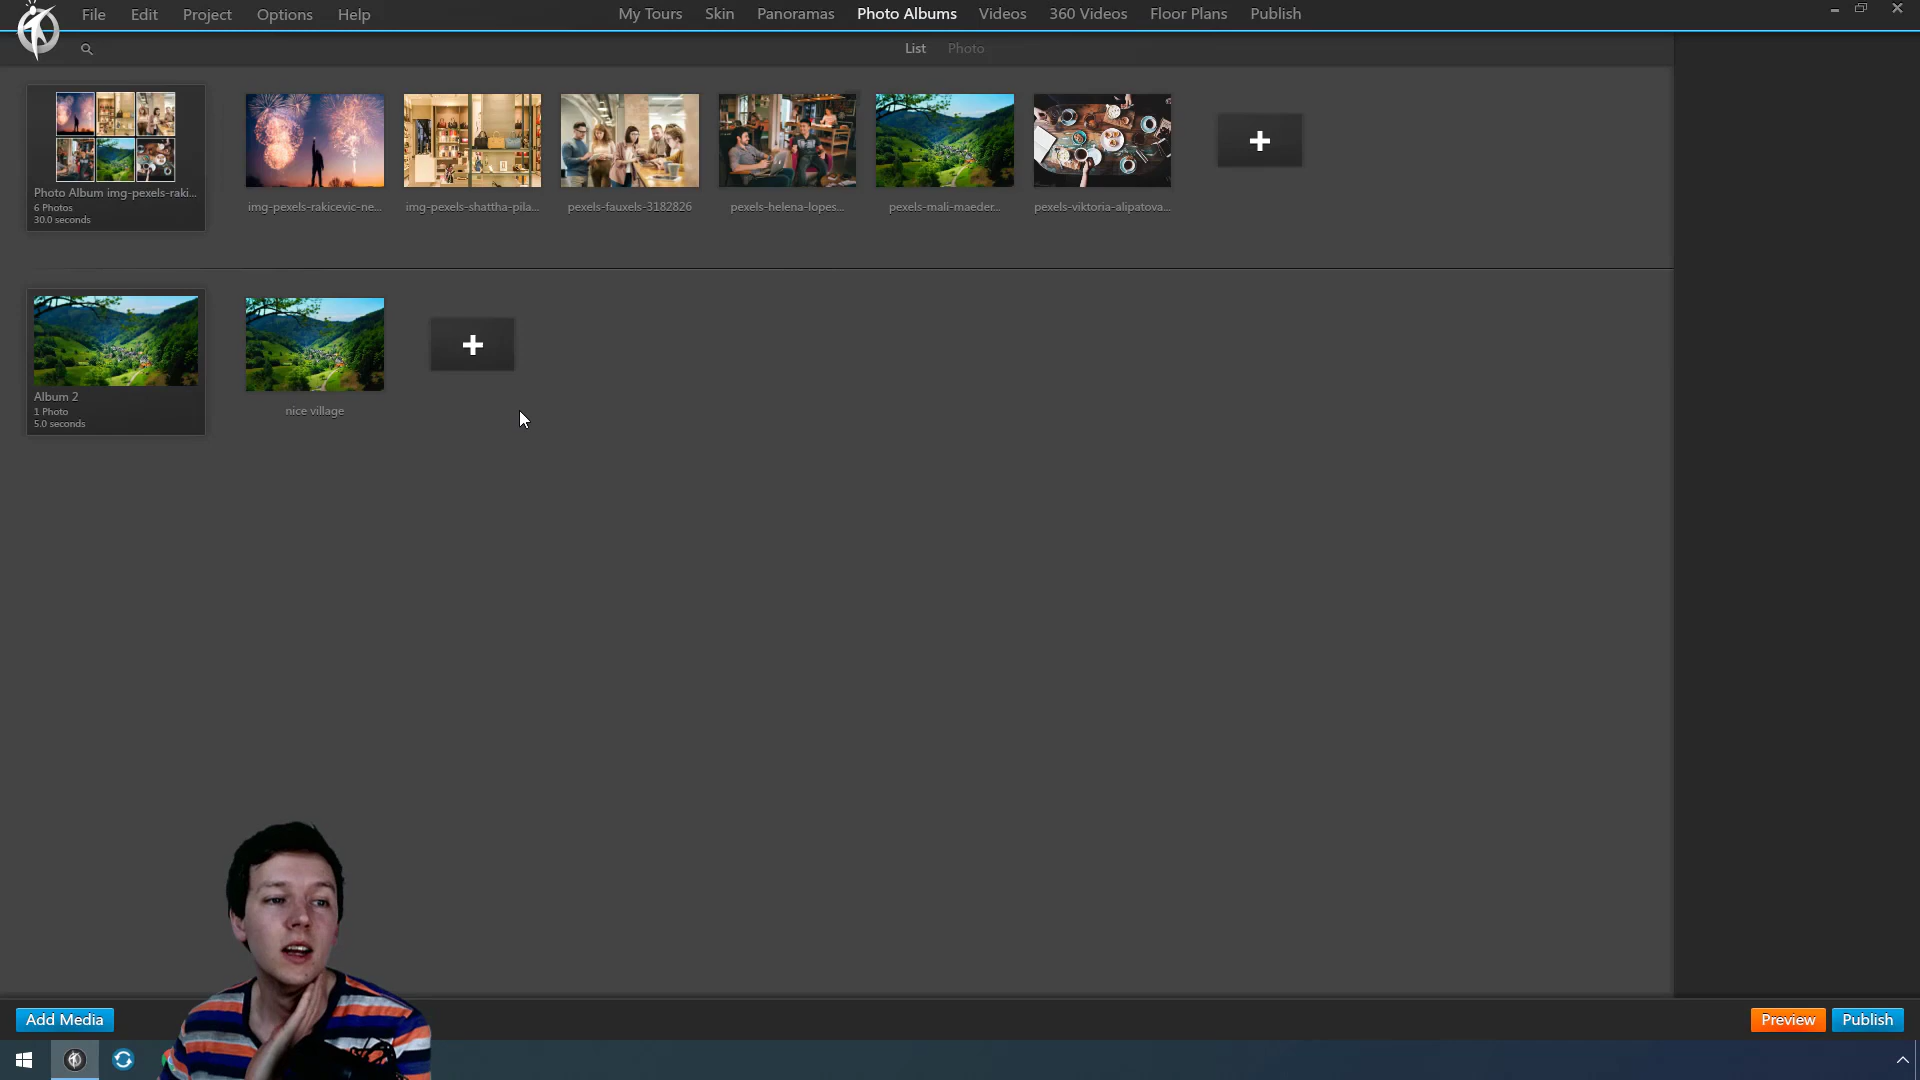 File Edit Project Options Help My Tours Skin Panoramas Photo Albums Videos 360 Videos Floor Plans Publish
List Photo
Photo Album img-pexels-raki...
6 Photos
30.0 seconds
img-pexels-rakicevic-ne... img-pexels-shattha-pila... pexels-fauxels-3182826 pexels-helena-lopes... pexels-mali-maeder... pexels-viktoria-alipatova...
Album 2
1 Photo
5.0 seconds
nice village
Add Media Preview Publish